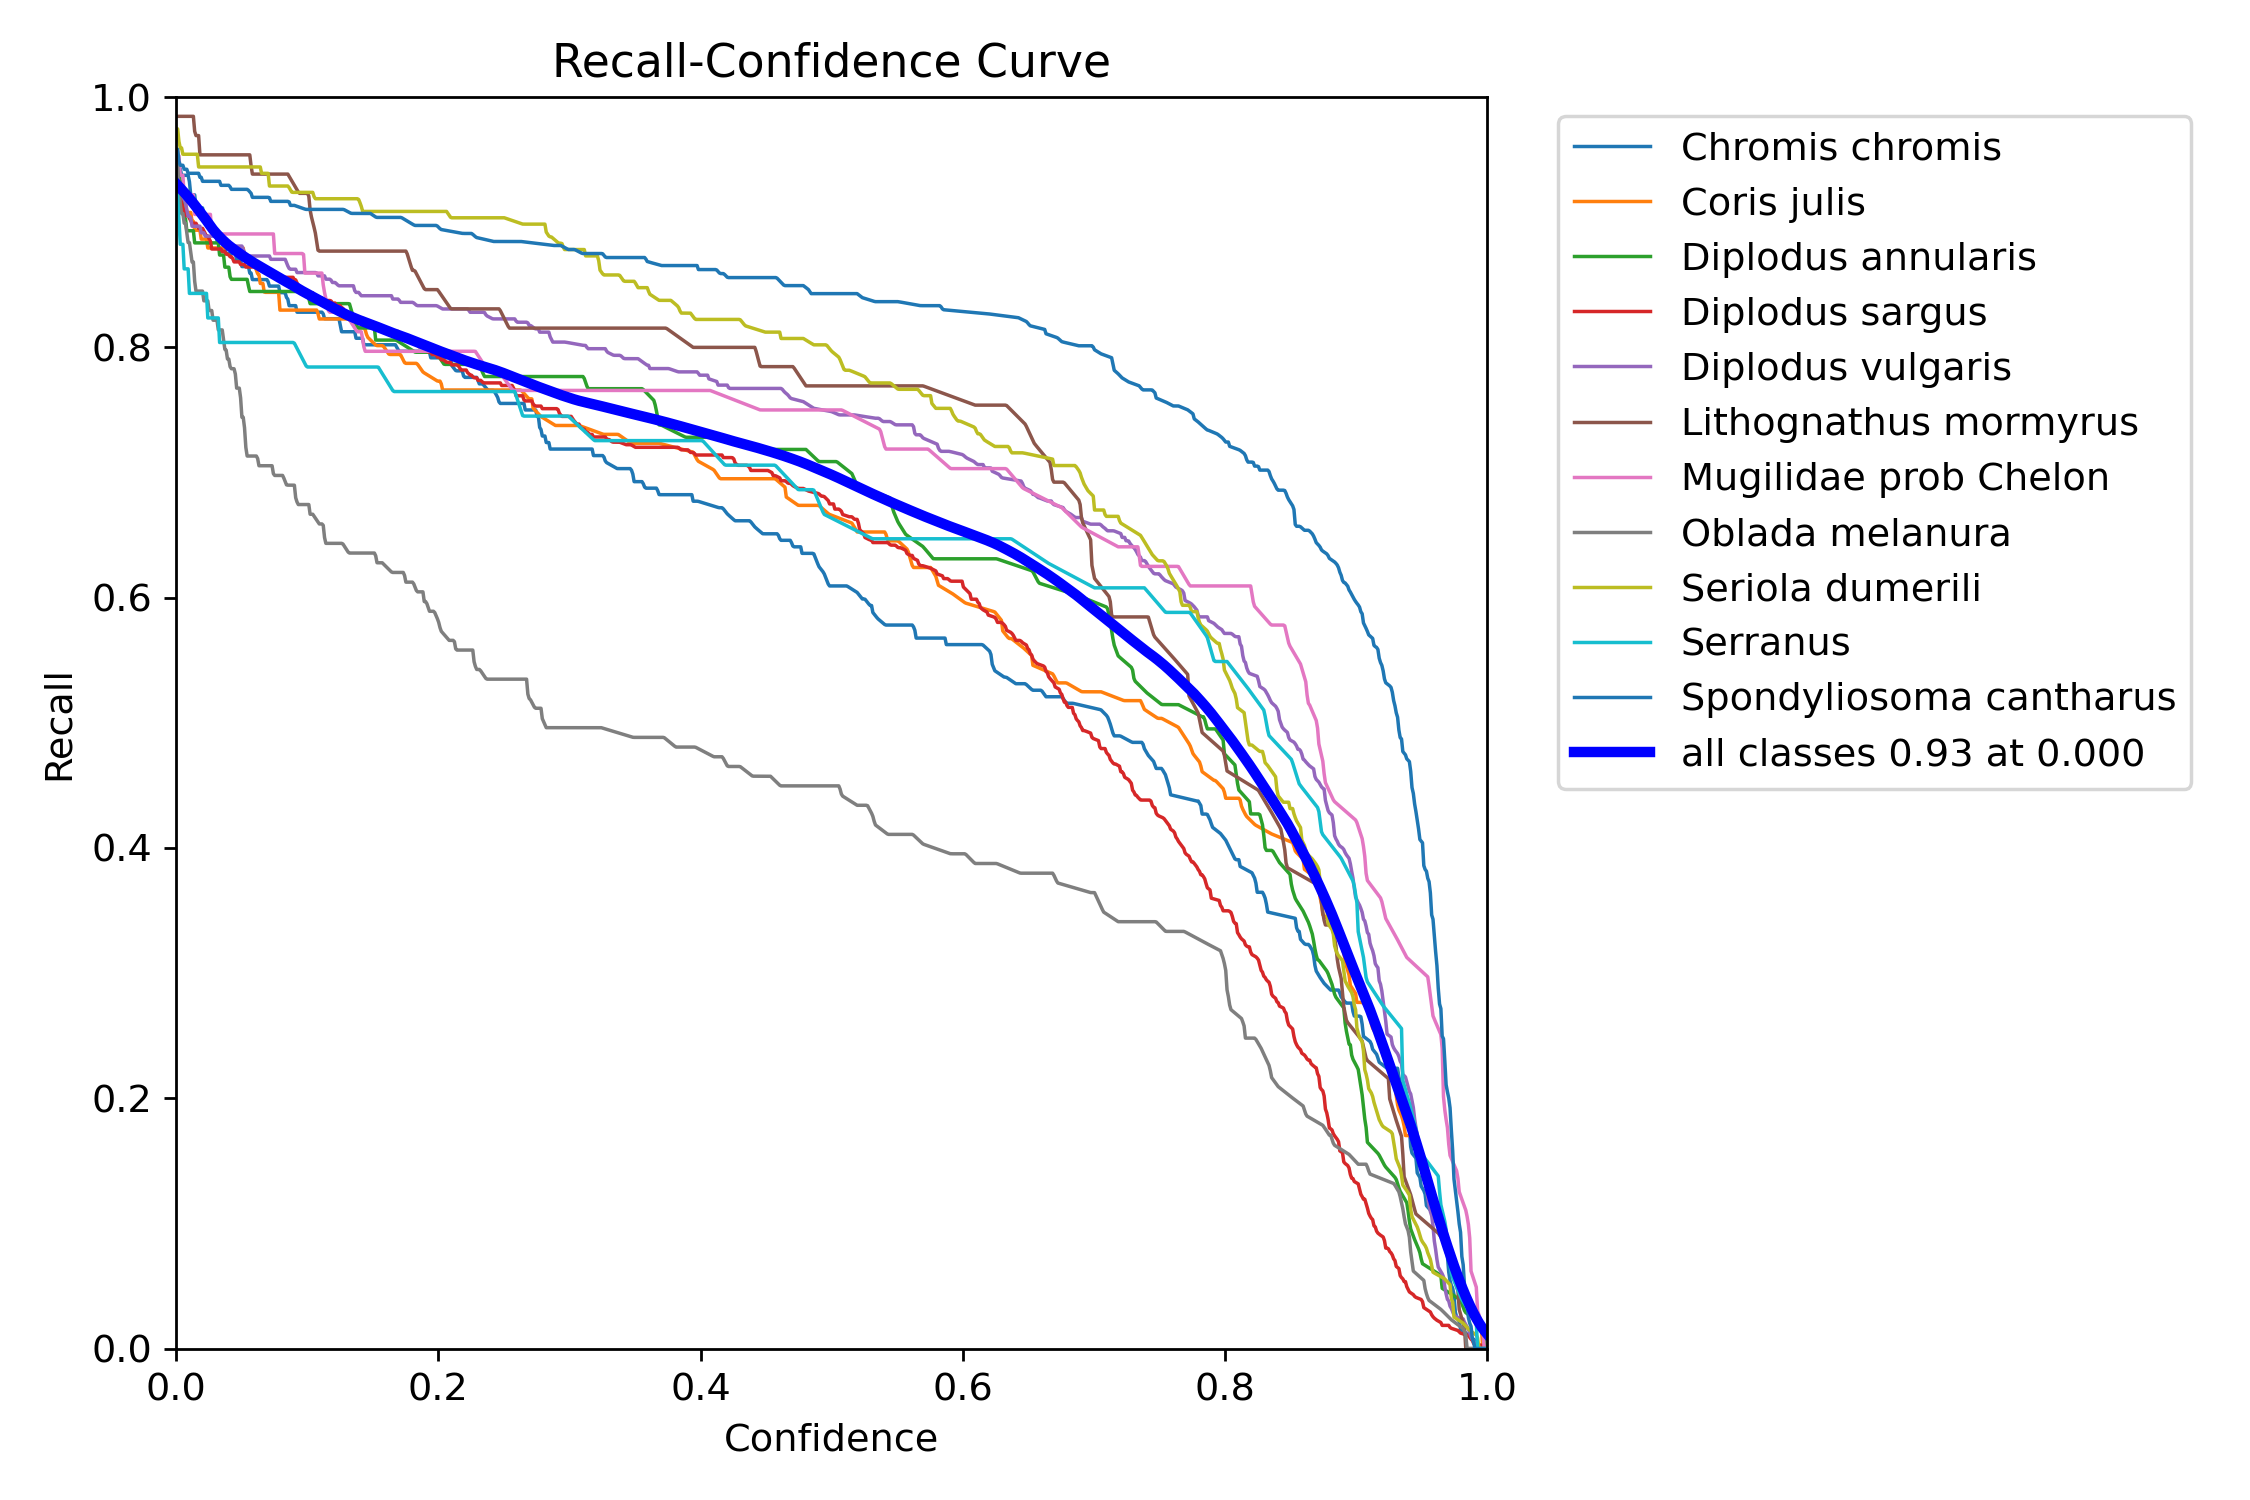 Recall-Confidence Curve
1.0
0.8
0.6
0.4
0.2
0.0
Recall
0.0 0.2 0.4 0.6 0.8 1.0
Confidence
Chromis chromis
Coris julis
Diplodus annularis
Diplodus sargus
Diplodus vulgaris
Lithognathus mormyrus
Mugilidae prob Chelon
Oblada melanura
Seriola dumerili
Serranus
Spondyliosoma cantharus
all classes 0.93 at 0.000